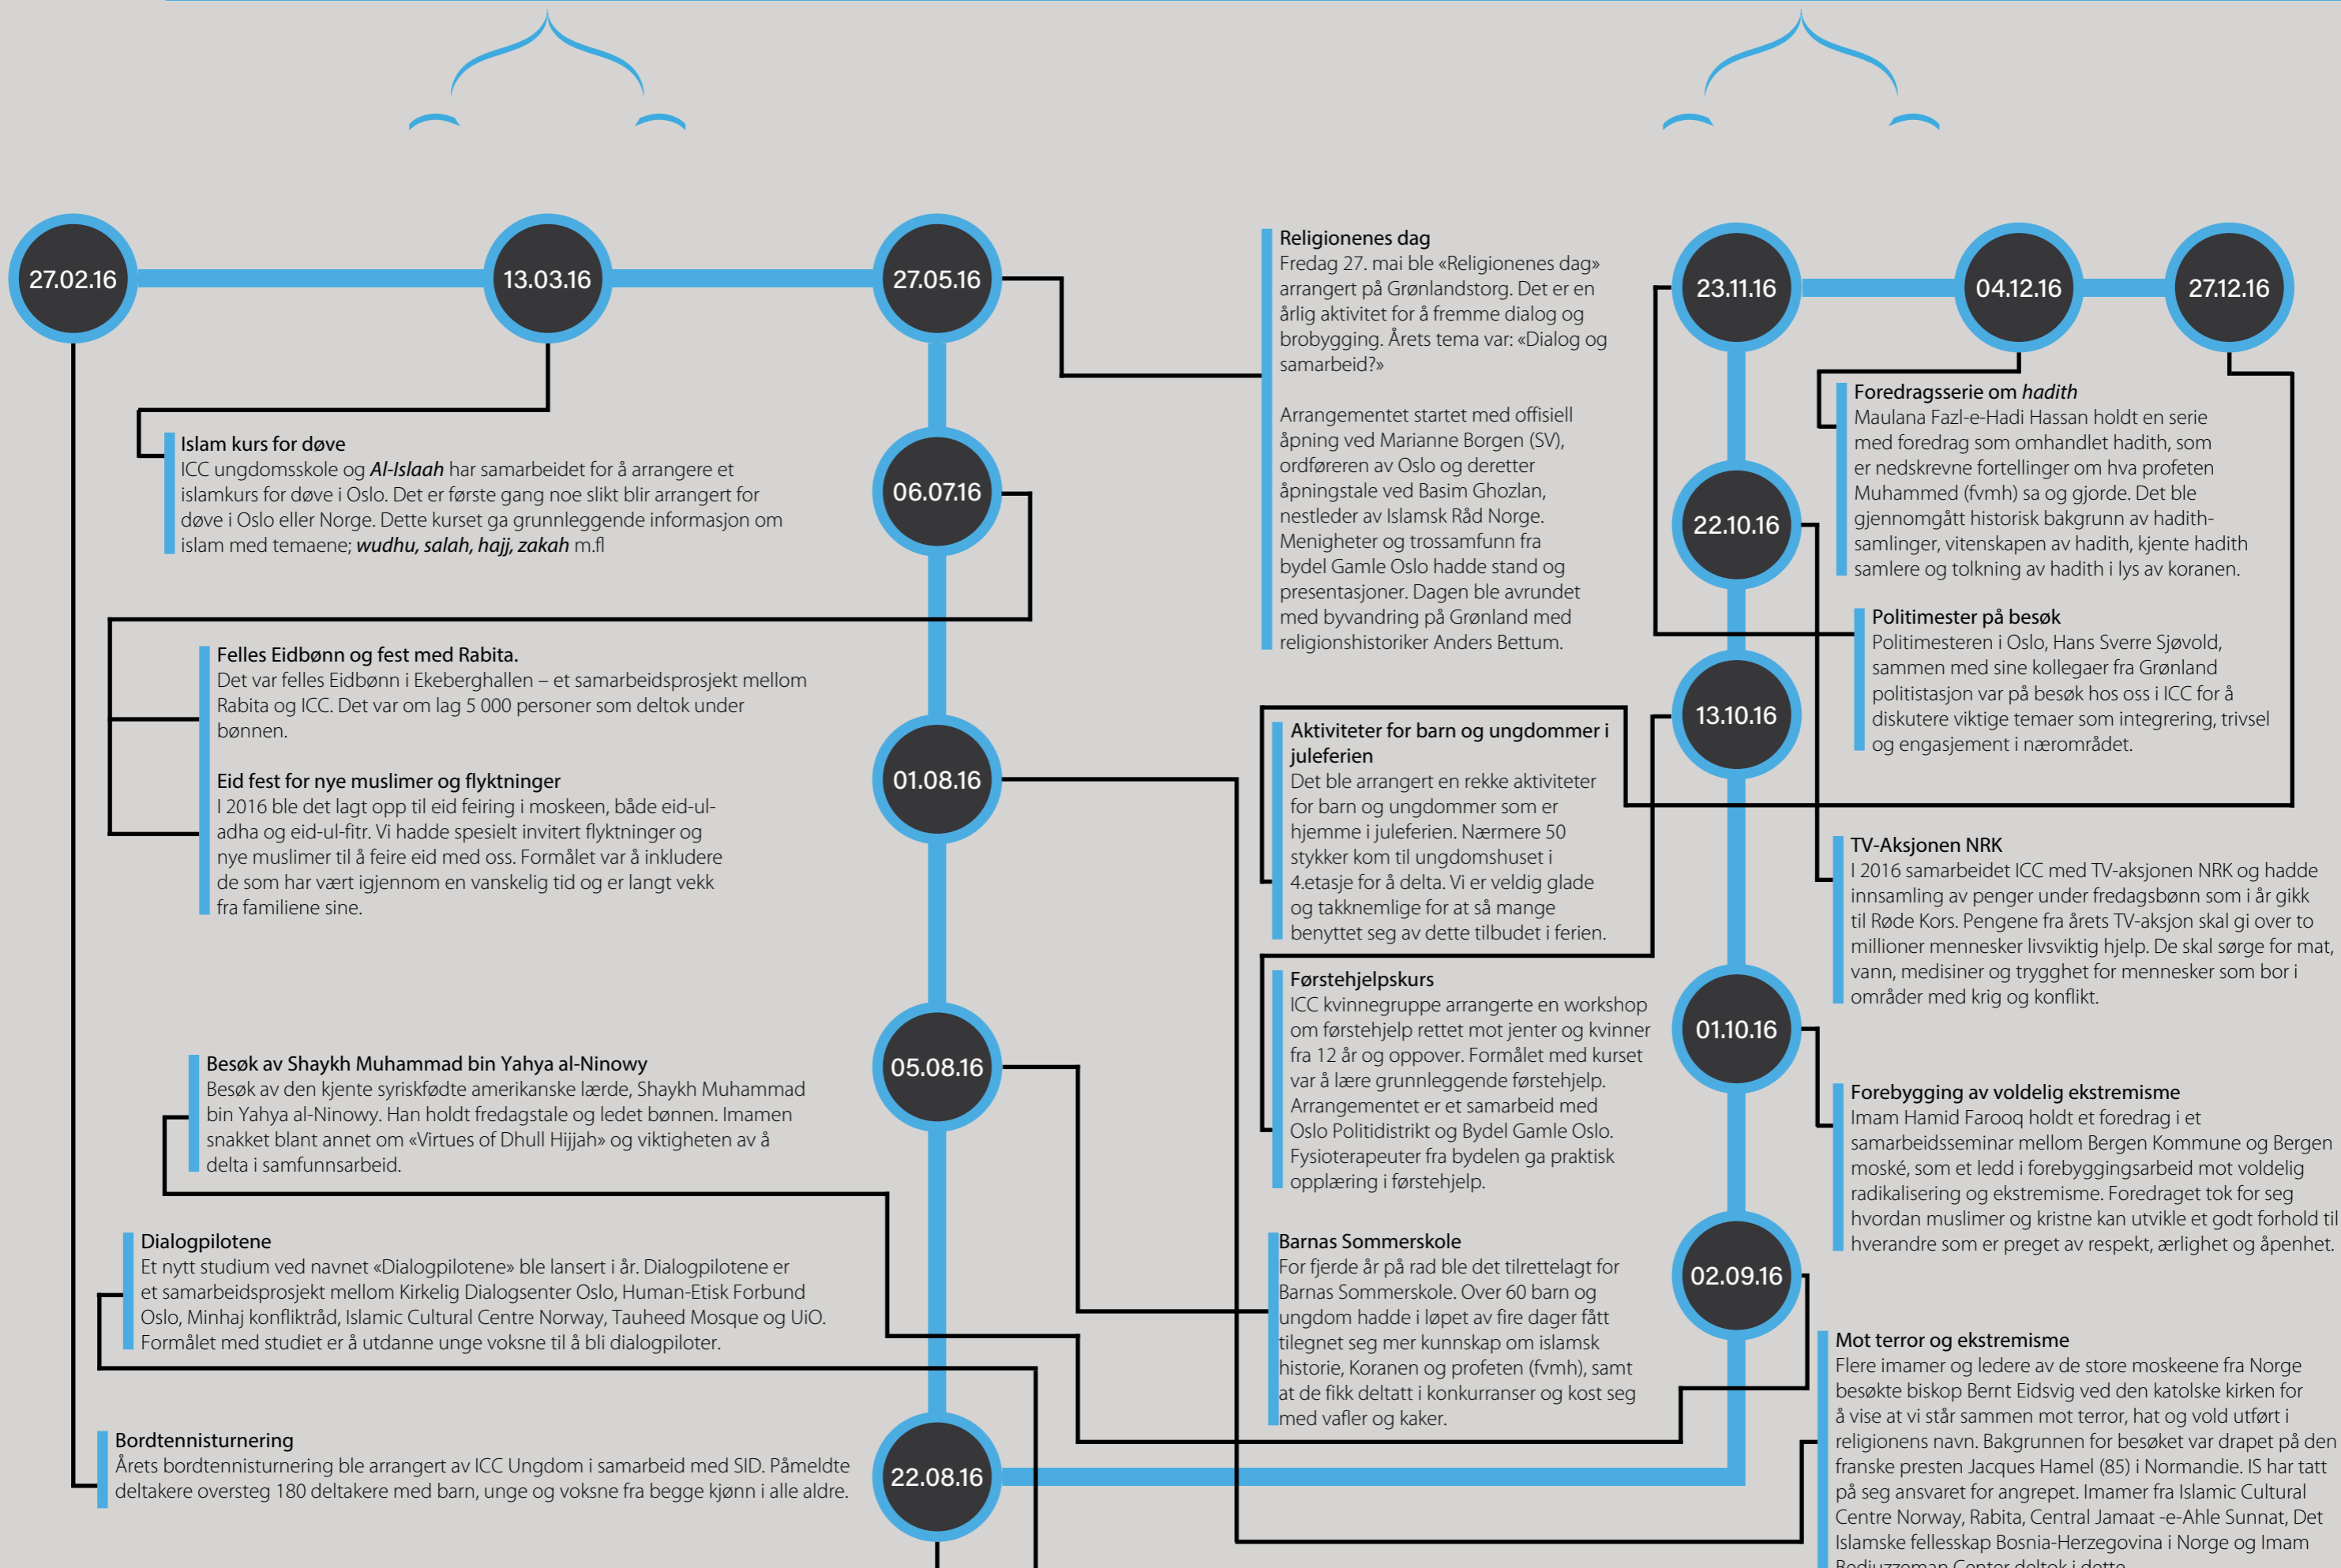 27.02.16
13.03.16
27.05.16
Islam kurs for døve
ICC ungdomsskole og Al-Islaah har samarbeidet for å arrangere et
islamkurs for døve i Oslo. Det er første gang noe slikt blir arrangert for
døve i Oslo eller Norge. Dette kurset ga grunnleggende informasjon om
islam med temaene; wudhu, salah, hajj, zakah m.fl
06.07.16
Felles Eidbønn og fest med Rabita.
Det var felles Eidbønn i Ekeberghallen – et samarbeidsprosjekt mellom
Rabita og ICC. Det var om lag 5 000 personer som deltok under
bønnen.
Eid fest for nye muslimer og flyktninger
I 2016 ble det lagt opp til eid feiring i moskeen, både eid-ul-
adha og eid-ul-fitr. Vi hadde spesielt invitert flyktninger og
nye muslimer til å feire eid med oss. Formålet var å inkludere
de som har vært igjennom en vanskelig tid og er langt vekk
fra familiene sine.
01.08.16
05.08.16
Besøk av Shaykh Muhammad bin Yahya al-Ninowy
Besøk av den kjente syriskfødte amerikanske lærde, Shaykh Muhammad
bin Yahya al-Ninowy. Han holdt fredagstale og ledet bønnen. Imamen
snakket blant annet om «Virtues of Dhull Hijjah» og viktigheten av å
delta i samfunnsarbeid.
Dialogpilotene
Et nytt studium ved navnet «Dialogpilotene» ble lansert i år. Dialogpilotene er
et samarbeidsprosjekt mellom Kirkelig Dialogsenter Oslo, Human-Etisk Forbund
Oslo, Minhaj konfliktråd, Islamic Cultural Centre Norway, Tauheed Mosque og UiO.
Formålet med studiet er å utdanne unge voksne til å bli dialogpiloter.
Bordtennisturnering
Årets bordtennisturnering ble arrangert av ICC Ungdom i samarbeid med SID. Påmeldte
deltakere oversteg 180 deltakere med barn, unge og voksne fra begge kjønn i alle aldre.
22.08.16
Religionenes dag
Fredag 27. mai ble «Religionenes dag»
arrangert på Grønlandstorg. Det er en
årlig aktivitet for å fremme dialog og
brobygging. Årets tema var: «Dialog og
samarbeid?»
Arrangementet startet med offisiell
åpning ved Marianne Borgen (SV),
ordføreren av Oslo og deretter
åpningstale ved Basim Ghozlan,
nestleder av Islamsk Råd Norge.
Menigheter og trossamfunn fra
bydel Gamle Oslo hadde stand og
presentasjoner. Dagen ble avrundet
med byvandring på Grønland med
religionshistoriker Anders Bettum.
Aktiviteter for barn og ungdommer i
juleferien
Det ble arrangert en rekke aktiviteter
for barn og ungdommer som er
hjemme i juleferien. Nærmere 50
stykker kom til ungdomshuset i
4.etasje for å delta. Vi er veldig glade
og takknemlige for at så mange
benyttet seg av dette tilbudet i ferien.
Førstehjelpskurs
ICC kvinnegruppe arrangerte en workshop
om førstehjelp rettet mot jenter og kvinner
fra 12 år og oppover. Formålet med kurset
var å lære grunnleggende førstehjelp.
Arrangementet er et samarbeid med
Oslo Politidistrikt og Bydel Gamle Oslo.
Fysioterapeuter fra bydelen ga praktisk
opplæring i førstehjelp.
Barnas Sommerskole
For fjerde år på rad ble det tilrettelagt for
Barnas Sommerskole. Over 60 barn og
ungdom hadde i løpet av fire dager fått
tilegnet seg mer kunnskap om islamsk
historie, Koranen og profeten (fvmh), samt
at de fikk deltatt i konkurranser og kost seg
med vafler og kaker.
23.11.16
04.12.16
27.12.16
22.10.16
13.10.16
01.10.16
02.09.16
Foredragsserie om hadith
Maulana Fazl-e-Hadi Hassan holdt en serie
med foredrag som omhandlet hadith, som
er nedskrevne fortellinger om hva profeten
Muhammed (fvmh) sa og gjorde. Det ble
gjennomgått historisk bakgrunn av hadith-
samlinger, vitenskapen av hadith, kjente hadith
samlere og tolkning av hadith i lys av koranen.
Politimester på besøk
Politimesteren i Oslo, Hans Sverre Sjøvold,
sammen med sine kollegaer fra Grønland
politistasjon var på besøk hos oss i ICC for å
diskutere viktige temaer som integrering, trivsel
og engasjement i nærområdet.
TV-Aksjonen NRK
I 2016 samarbeidet ICC med TV-aksjonen NRK og hadde
innsamling av penger under fredagsbønn som i år gikk
til Røde Kors. Pengene fra årets TV-aksjon skal gi over to
millioner mennesker livsviktig hjelp. De skal sørge for mat,
vann, medisiner og trygghet for mennesker som bor i
områder med krig og konflikt.
Forebygging av voldelig ekstremisme
Imam Hamid Farooq holdt et foredrag i et
samarbeidsseminar mellom Bergen Kommune og Bergen
moské, som et ledd i forebyggingsarbeid mot voldelig
radikalisering og ekstremisme. Foredraget tok for seg
hvordan muslimer og kristne kan utvikle et godt forhold til
hverandre som er preget av respekt, ærlighet og åpenhet.
Mot terror og ekstremisme
Flere imamer og ledere av de store moskeene fra Norge
besøkte biskop Bernt Eidsvig ved den katolske kirken for
å vise at vi står sammen mot terror, hat og vold utført i
religionens navn. Bakgrunnen for besøket var drapet på den
franske presten Jacques Hamel (85) i Normandie. IS har tatt
på seg ansvaret for angrepet. Imamer fra Islamic Cultural
Centre Norway, Rabita, Central Jamaat -e-Ahle Sunnat, Det
Islamske fellesskap Bosnia-Herzegovina i Norge og Imam
Bediuzzeman Center deltok i dette